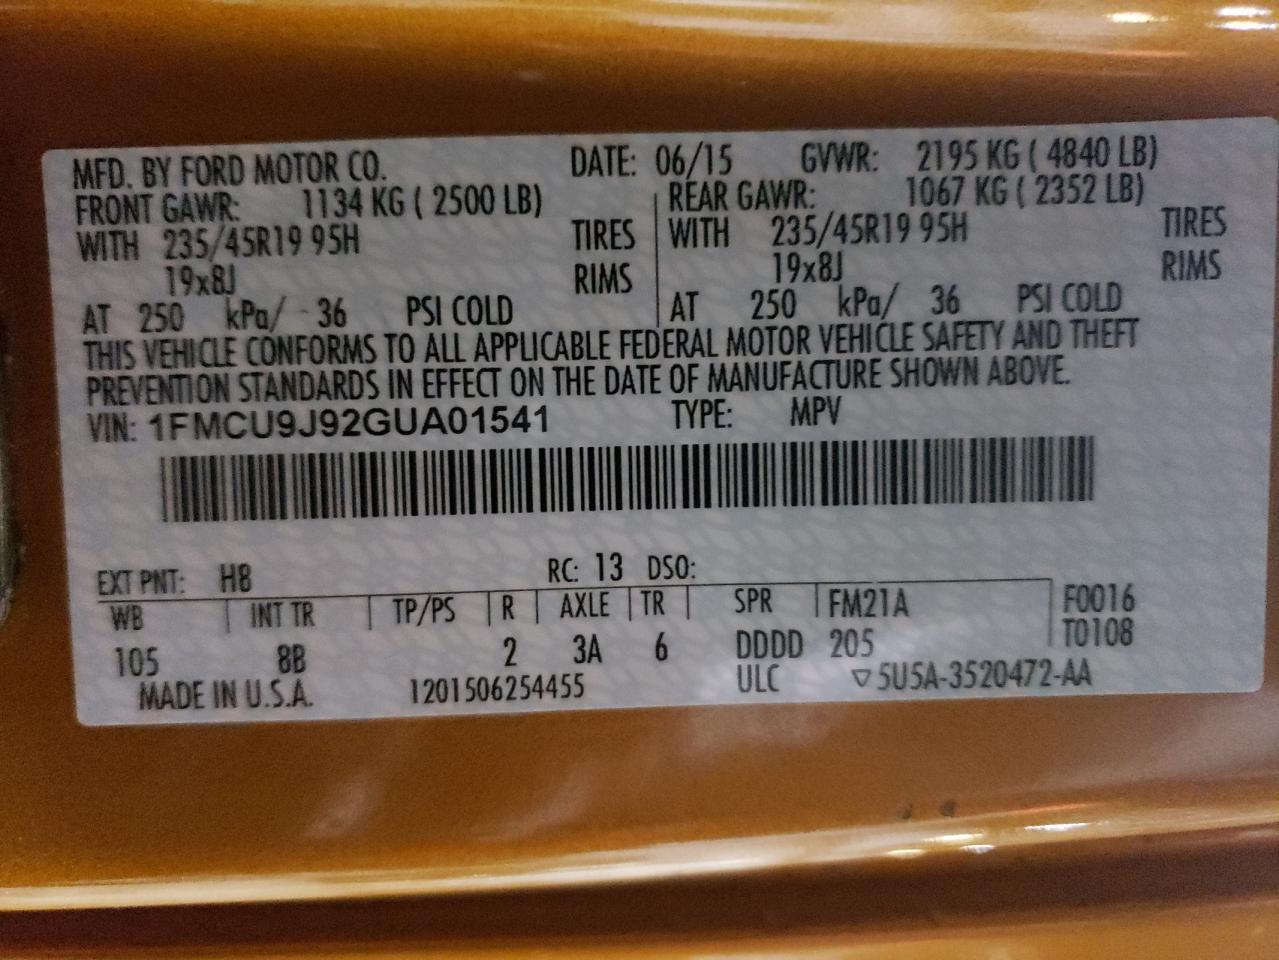 MFD. BY FORD MOTOR CO. DATE: 06/15 GVWR: 2195 KG ( 4840 LB)
FRONT GAWR: 1134 KG ( 2500 LB) REAR GAWR: 1067 KG ( 2352 LB)
WITH 235/45R19 95H TIRES WITH 235/45R19 95H TIRES
19x8J RIMS 19x8J RIMS
AT 250 kPa/ 36 PSI COLD AT 250 kPa/ 36 PSI COLD
THIS VEHICLE CONFORMS TO ALL APPLICABLE FEDERAL MOTOR VEHICLE SAFETY AND THEFT
PREVENTION STANDARDS IN EFFECT ON THE DATE OF MANUFACTURE SHOWN ABOVE.
VIN: 1FMCU9J92GUA01541 TYPE: MPV
EXT PNT: H8 RC: 13 DSO:
WB INT TR TP/PS R AXLE TR SPR FM21A F0016
105 8B 2 3A 6 DDDD 205 T0108
MADE IN U.S.A. 1201506254455 ULC ▽5U5A-3520472-AA